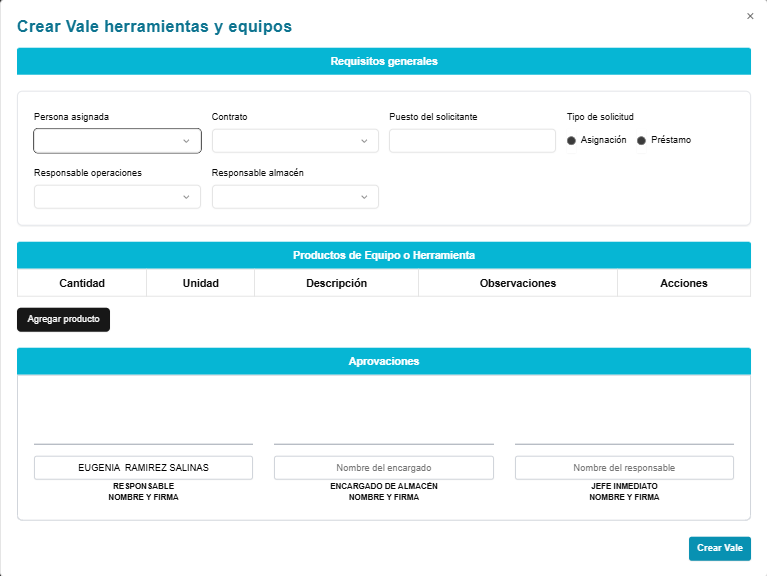 ×
Crear Vale herramientas y equipos
Requisitos generales
Persona asignada
Contrato
Puesto del solicitante
Tipo de solicitud
Asignación
Préstamo
Responsable operaciones
Responsable almacén
Productos de Equipo o Herramienta
Cantidad
Unidad
Descripción
Observaciones
Acciones
Agregar producto
Aprovaciones
EUGENIA RAMIREZ SALINAS
Nombre del encargado
Nombre del responsable
RESPONSABLE
ENCARGADO DE ALMACÉN
JEFE INMEDIATO
NOMBRE Y FIRMA
NOMBRE Y FIRMA
NOMBRE Y FIRMA
Crear Vale